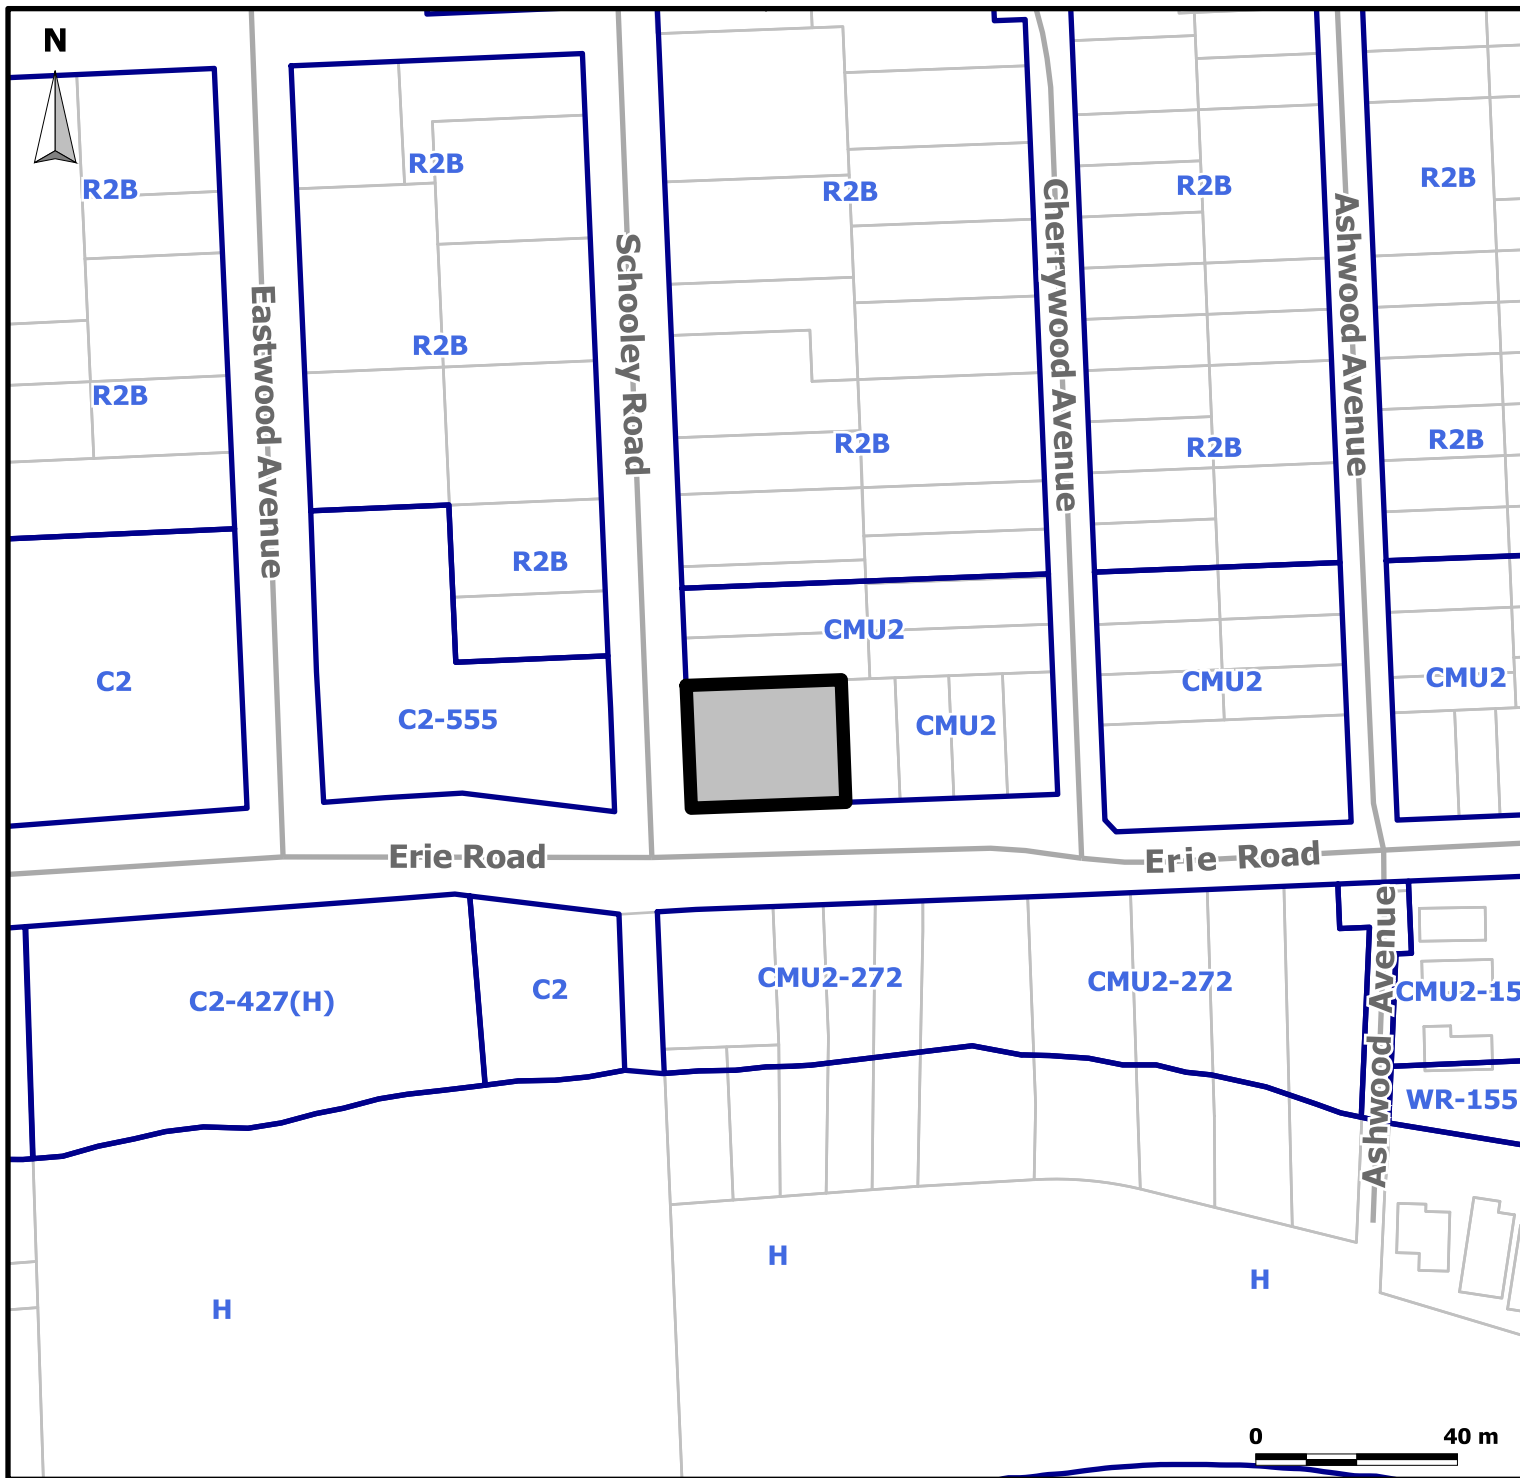 N
R2B
R2B
R2B
R2B
R2B
R2B
R2B
R2B
R2B
R2B
R2B
R2B
Eastwood Avenue
Schooley Road
Cherrywood Avenue
Ashwood Avenue
C2
C2-555
CMU2
CMU2
CMU2
CMU2
Erie Road
Erie Road
C2-427(H)
C2
CMU2-272
CMU2-272
CMU2-15
WR-155
Ashwood Avenue
H
H
H
0 40 m